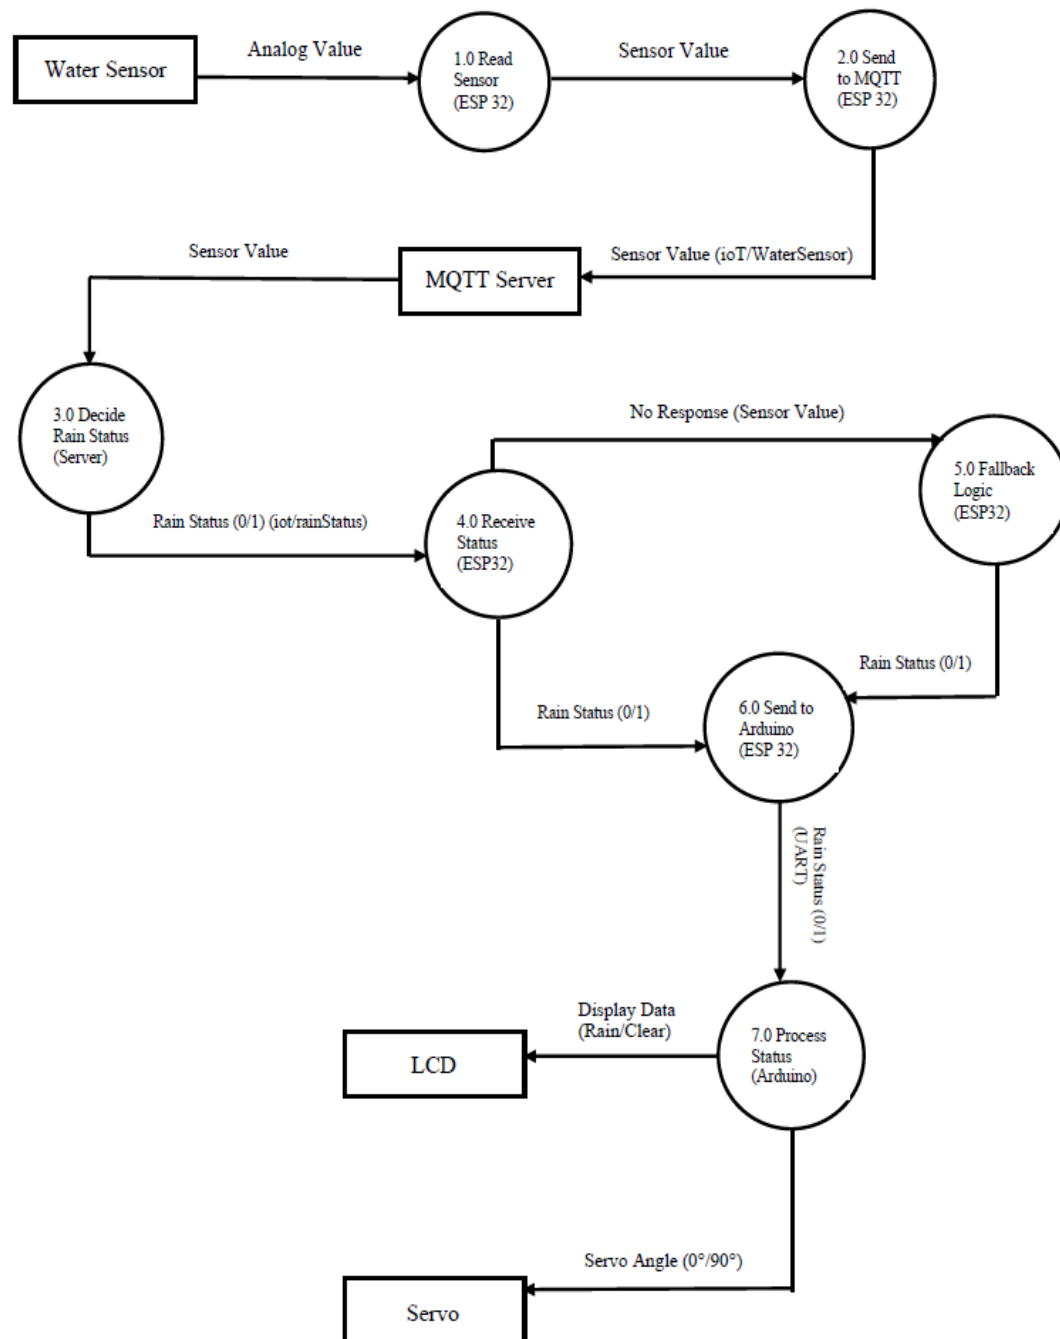 Water Sensor
Analog Value
1.0 Read
Sensor
(ESP 32)
Sensor Value
2.0 Send
to MQTT
(ESP 32)
Sensor Value (ioT/WaterSensor)
MQTT Server
Sensor Value
3.0 Decide
Rain Status
(Server)
Rain Status (0/1) (iot/rainStatus)
4.0 Receive
Status
(ESP32)
No Response (Sensor Value)
5.0 Fallback
Logic
(ESP32)
Rain Status (0/1)
Rain Status (0/1)
6.0 Send to
Arduino
(ESP 32)
Rain Status (0/1)
(UART)
7.0 Process
Status
(Arduino)
Display Data
(Rain/Clear)
LCD
Servo Angle (0°/90°)
Servo